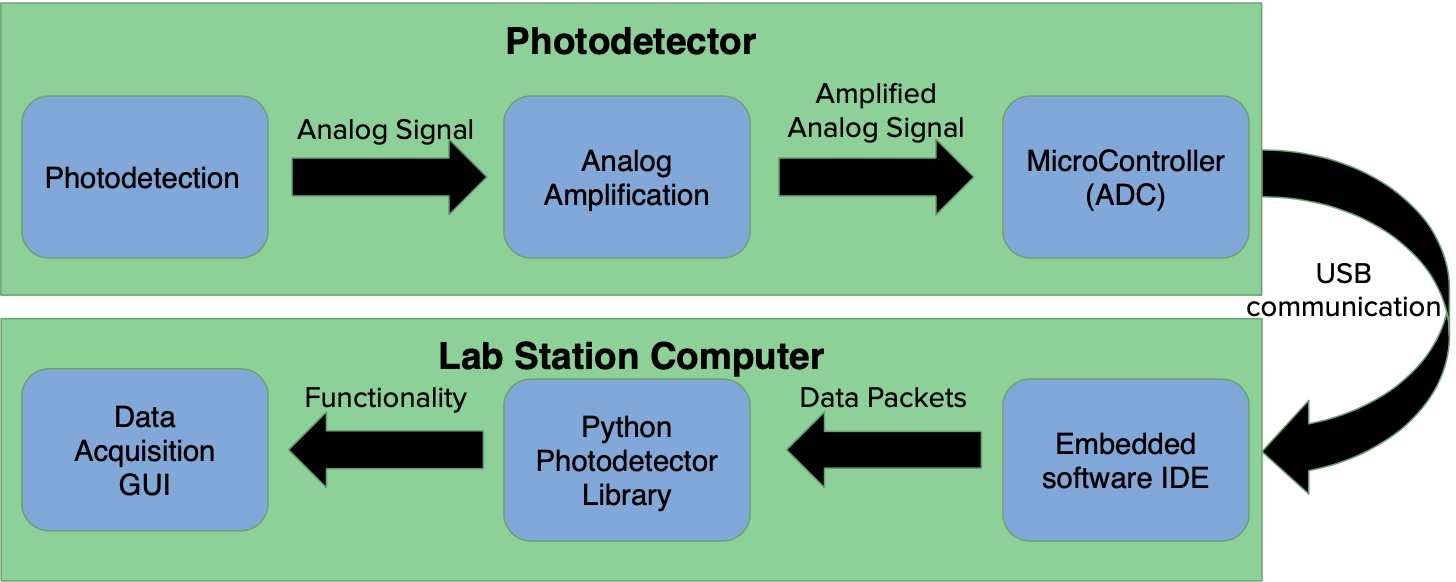 Photodetector
Photodetection
Analog Signal
Analog
Amplification
Amplified
Analog Signal
MicroController
(ADC)
USB
communication
Lab Station Computer
Embedded
software IDE
Data Packets
Python
Photodetector
Library
Functionality
Data
Acquisition
GUI